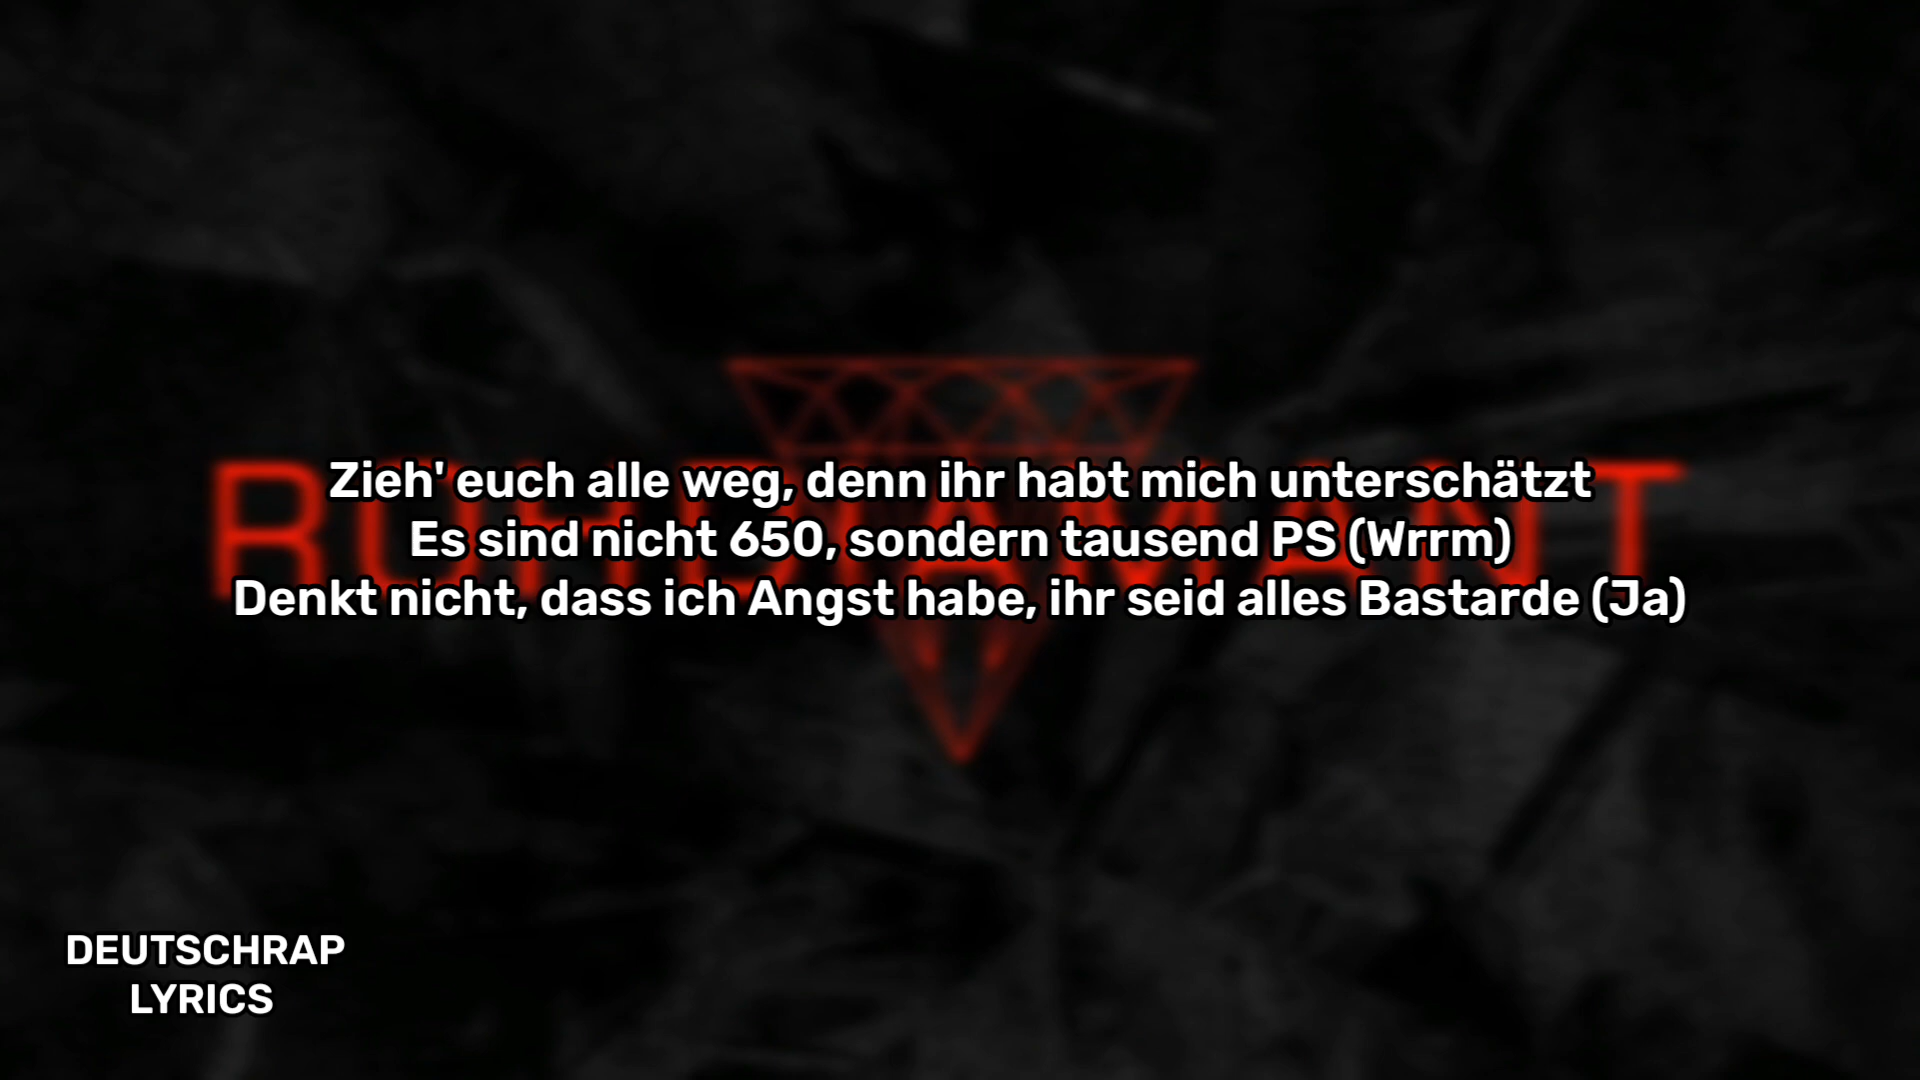 ROHDIAMANT
Zieh' euch alle weg, denn ihr habt mich unterschätzt
Es sind nicht 650, sondern tausend PS (Wrrm)
Denkt nicht, dass ich Angst habe, ihr seid alles Bastarde (Ja)
DEUTSCHRAP
LYRICS